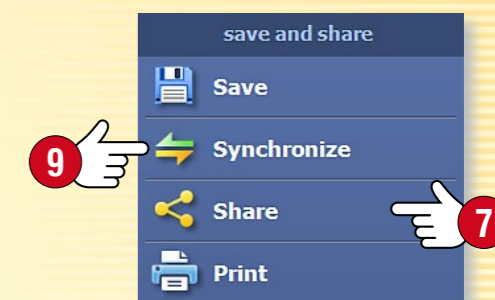 save and share
Save
9 Synchronize
Share 7
Print